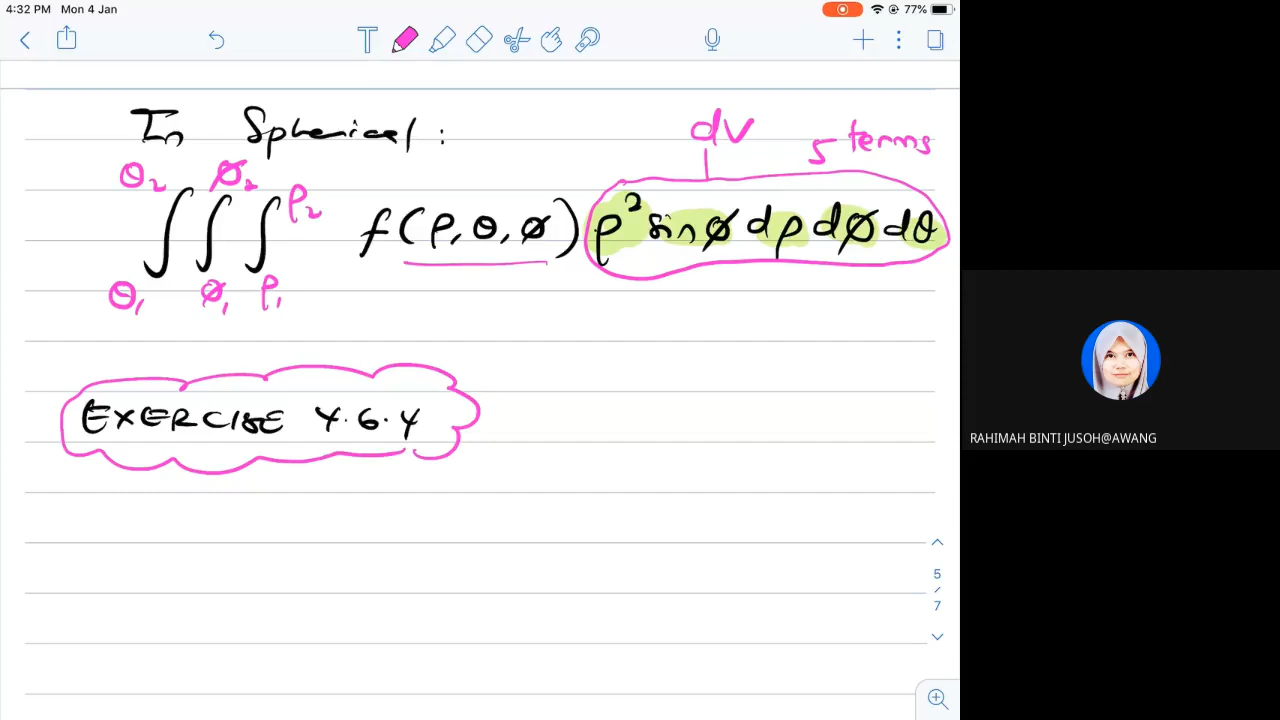 4:32 PM Mon 4 Jan 77%
T
In Spherical:
dV
5 terms
θ₂ ϕ₂ ρ₂
∫∫∫ f(ρ, θ, ϕ) ρ² sin ϕ dρ dϕ dθ
θ₁ ϕ₁ ρ₁
EXERCISE 4.6.4
RAHIMAH BINTI JUSOH@AWANG
5
/
7